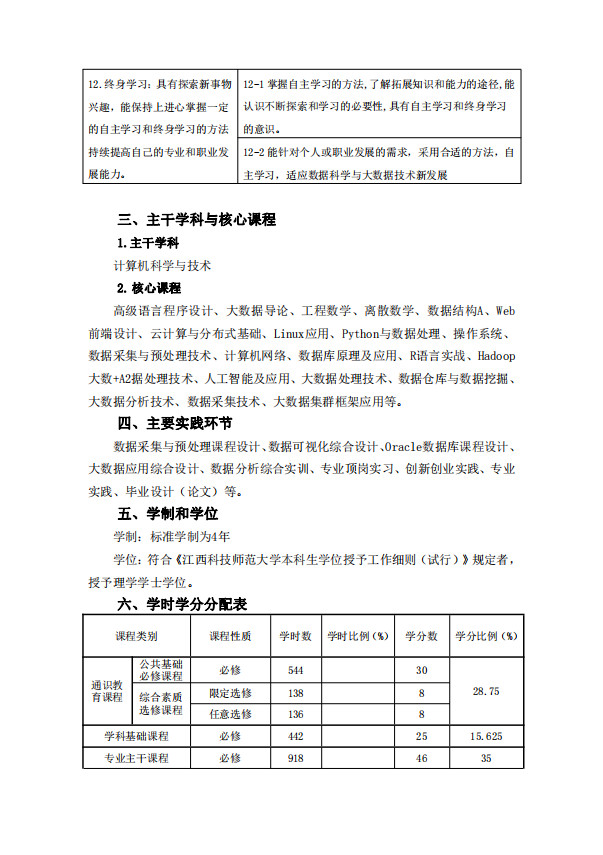 12.终身学习：具有探索新事物
兴趣，能保持上进心掌握一定
的自主学习和终身学习的方法
持续提高自己的专业和职业发
展能力。
12-1 掌握自主学习的方法,了解拓展知识和能力的途径,能
认识不断探索和学习的必要性,具有自主学习和终身学习
的意识。
12-2 能针对个人或职业发展的需求，采用合适的方法，自
主学习，适应数据科学与大数据技术新发展
三、主干学科与核心课程
1.主干学科
计算机科学与技术
2.核心课程
高级语言程序设计、大数据导论、工程数学、离散数学、数据结构A、Web
前端设计、云计算与分布式基础、Linux应用、Python与数据处理、操作系统、
数据采集与预处理技术、计算机网络、数据库原理及应用、R语言实战、Hadoop
大数+A2据处理技术、人工智能及应用、大数据处理技术、数据仓库与数据挖掘、
大数据分析技术、数据采集技术、大数据集群框架应用等。
四、主要实践环节
数据采集与预处理课程设计、数据可视化综合设计、Oracle数据库课程设计、
大数据应用综合设计、数据分析综合实训、专业顶岗实习、创新创业实践、专业
实践、毕业设计（论文）等。
五、学制和学位
学制：标准学制为4年
学位：符合《江西科技师范大学本科生学位授予工作细则（试行）》规定者，
授予理学学士学位。
六、学时学分分配表
课程类别 课程性质 学时数 学时比例（%） 学分数 学分比例（%）
通识教
育课程
公共基础
必修课程
必修 544 30
28.75
综合素质
选修课程
限定选修 138 8
任意选修 136 8
学科基础课程 必修 442 25 15.625
专业主干课程 必修 918 46 35